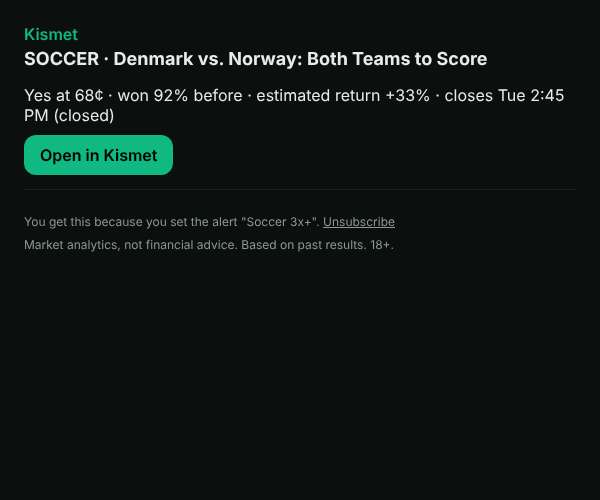 Kismet
SOCCER · Denmark vs. Norway: Both Teams to Score
Yes at 68¢ · won 92% before · estimated return +33% · closes Tue 2:45
PM (closed)
Open in Kismet
You get this because you set the alert "Soccer 3x+". Unsubscribe
Market analytics, not financial advice. Based on past results. 18+.